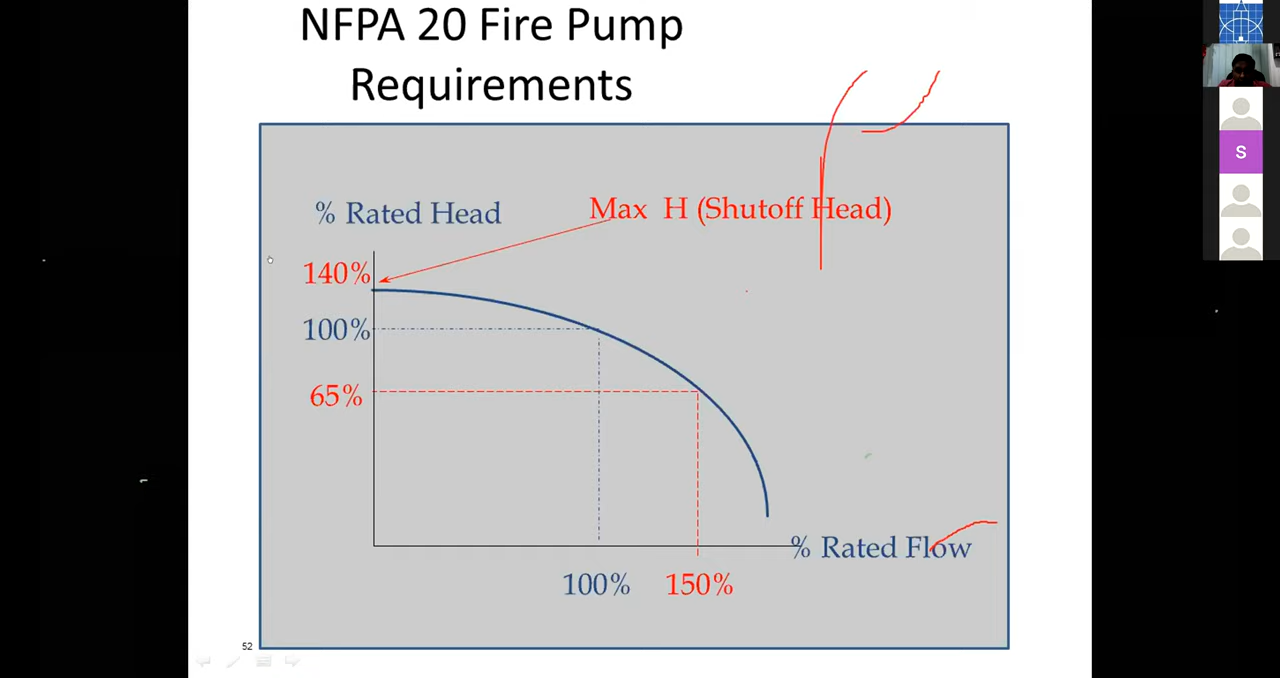 NFPA 20 Fire Pump
Requirements
S
% Rated Head
Max H (Shutoff Head)
140%
100%
65%
% Rated Flow
100%
150%
52